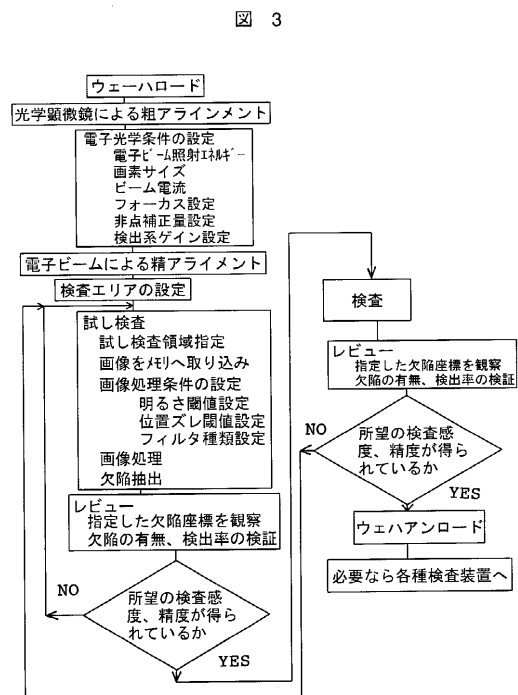 図 3
ウェーハロード
光学顕微鏡による粗アラインメント
電子光学条件の設定
電子ビーム照射エネルギー
画素サイズ
ビーム電流
フォーカス設定
非点補正量設定
検出系ゲイン設定
電子ビームによる精アライメント
検査エリアの設定
試し検査
試し検査領域指定
画像をメモリへ取り込み
画像処理条件の設定
明るさ閾値設定
位置ズレ閾値設定
フィルタ種類設定
画像処理
欠陥抽出
レビュー
指定した欠陥座標を観察
欠陥の有無、検出率の検証
NO
所望の検査感
度、精度が得ら
れているか
YES
検査
レビュー
指定した欠陥座標を観察
欠陥の有無、検出率の検証
NO
所望の検査感
度、精度が得ら
れているか
YES
ウェハアンロード
必要なら各種検査装置へ